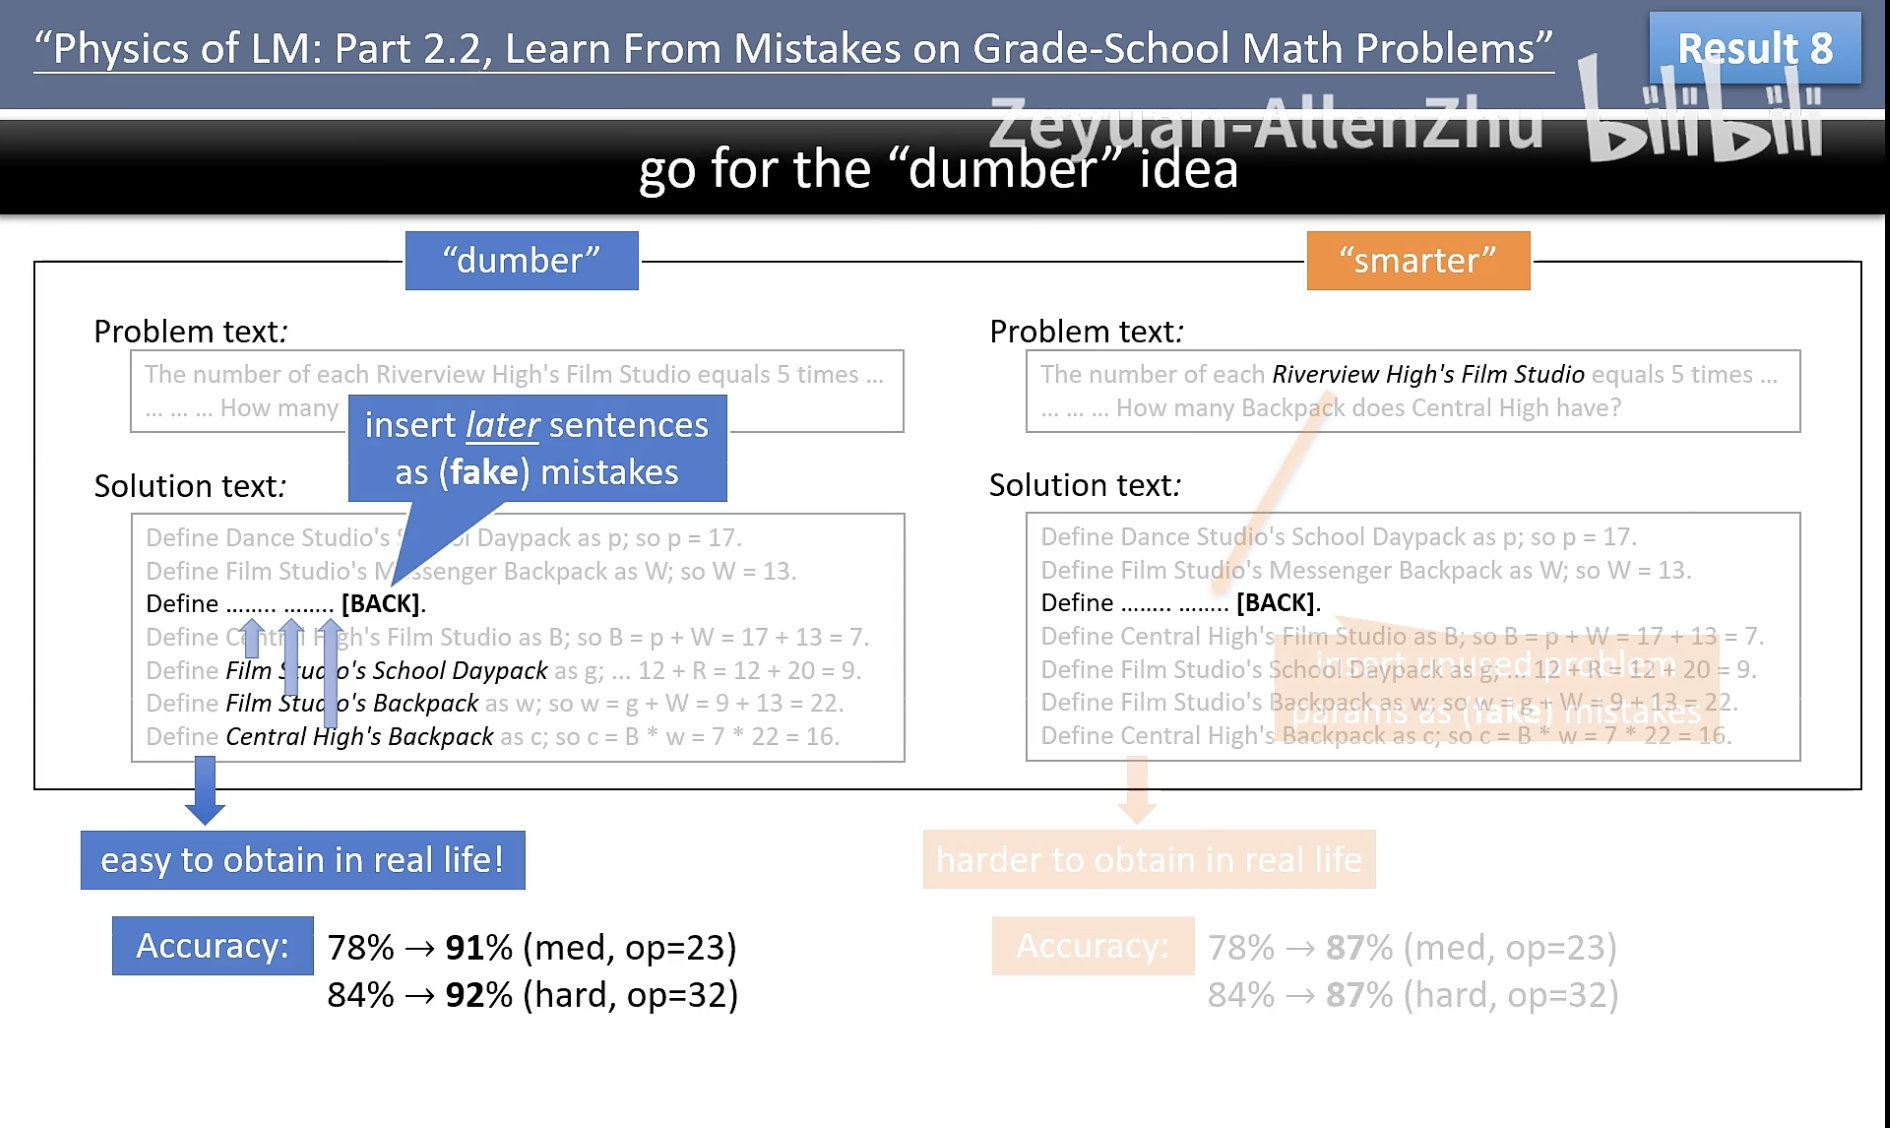 “Physics of LM: Part 2.2, Learn From Mistakes on Grade-School Math Problems”
Result 8
Zeyuan-AllenZhu bilibili
go for the “dumber” idea
“dumber”
Problem text:
The number of each Riverview High's Film Studio equals 5 times ...
... ... ... How many
insert later sentences
as (fake) mistakes
Solution text:
Define Dance Studio's School Daypack as p; so p = 17.
Define Film Studio's Messenger Backpack as W; so W = 13.
Define ........ ........ [BACK].
Define Central High's Film Studio as B; so B = p + W = 17 + 13 = 7.
Define Film Studio's School Daypack as g; ... 12 + R = 12 + 20 = 9.
Define Film Studio's Backpack as w; so w = g + W = 9 + 13 = 22.
Define Central High's Backpack as c; so c = B * w = 7 * 22 = 16.
easy to obtain in real life!
Accuracy:
78% → 91% (med, op=23)
84% → 92% (hard, op=32)
“smarter”
Problem text:
The number of each Riverview High's Film Studio equals 5 times ...
... ... ... How many Backpack does Central High have?
Solution text:
Define Dance Studio's School Daypack as p; so p = 17.
Define Film Studio's Messenger Backpack as W; so W = 13.
Define ........ ........ [BACK].
Define Central High's Film Studio as B; so B = p + W = 17 + 13 = 7.
Define Film Studio's School Daypack as g; ... 12 + R = 12 + 20 = 9.
Define Film Studio's Backpack as w; so w = g + W = 9 + 13 = 22.
Define Central High's Backpack as c; so c = B * w = 7 * 22 = 16.
insert unused problem
params as (fake) mistakes
harder to obtain in real life
Accuracy:
78% → 87% (med, op=23)
84% → 87% (hard, op=32)